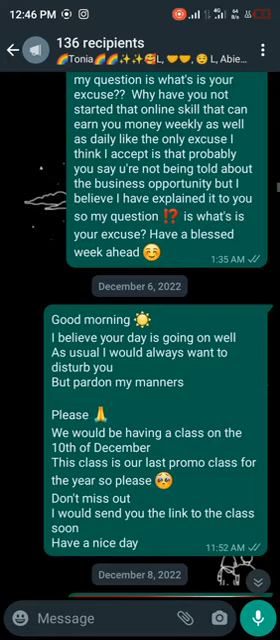 12:46 PM
136 recipients
🌈Tonia🌈🌈✨✨🥰L, 💛💛, 😌 L, Abie...
my question is what's is your
excuse?? Why have you not
started that online skill that can
earn you money weekly as well
as daily like the only excuse I
think I accept is that probably
you say u're not being told about
the business opportunity but I
believe I have explained it to you
so my question ⁉️ is what's is
your excuse? Have a blessed
week ahead ☺️
1:35 AM
December 6, 2022
Good morning ☀️
I believe your day is going on well
As usual I would always want to
disturb you
But pardon my manners
Please 🙏
We would be having a class on the
10th of December
This class is our last promo class for
the year so please 🥺
Don't miss out
I would send you the link to the class
soon
Have a nice day
11:52 AM
December 8, 2022
Message